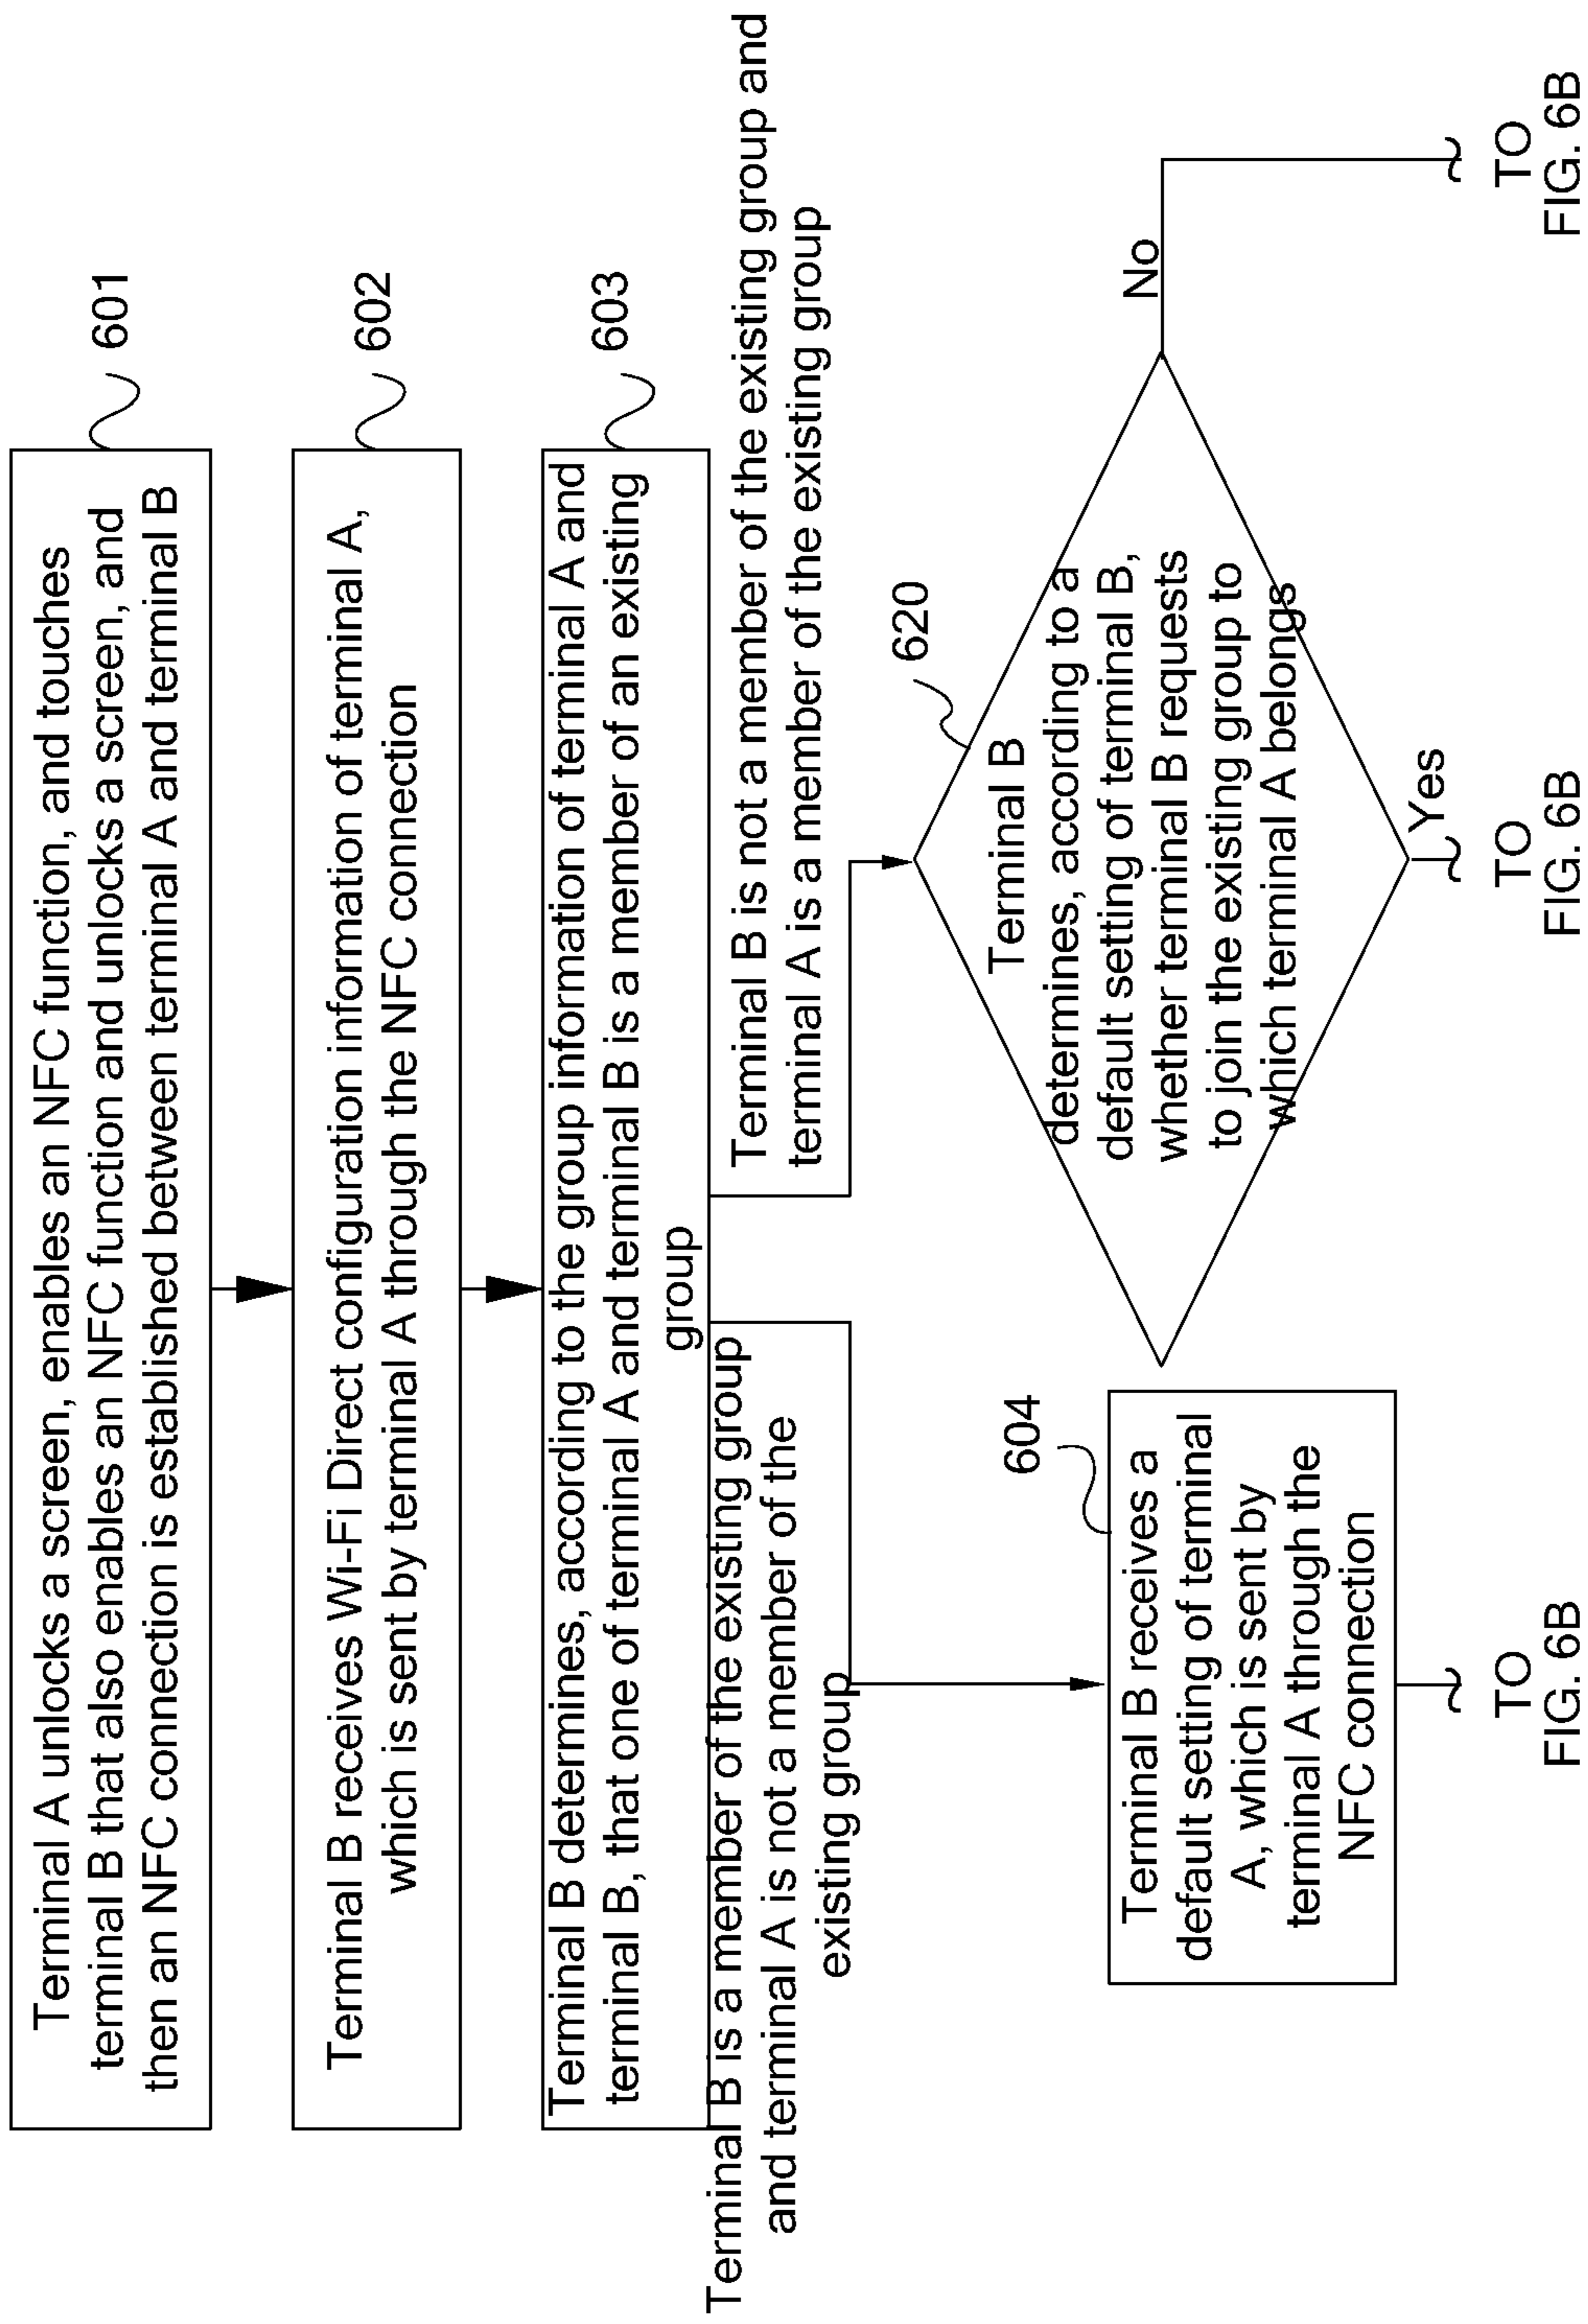 Terminal A unlocks a screen, enables an NFC function, and touches
terminal B that also enables an NFC function and unlocks a screen, and
then an NFC connection is established between terminal A and terminal B
601
Terminal B receives Wi-Fi Direct configuration information of terminal A,
which is sent by terminal A through the NFC connection
602
Terminal B determines, according to the group information of terminal A and
terminal B, that one of terminal A and terminal B is a member of an existing
group
603
Terminal B is a member of the existing group
and terminal A is not a member of the
existing group
Terminal B is not a member of the existing group and
terminal A is a member of the existing group
604
Terminal B receives a
default setting of terminal
A, which is sent by
terminal A through the
NFC connection
620
Terminal B
determines, according to a
default setting of terminal B,
whether terminal B requests
to join the existing group to
which terminal A belongs
No
Yes
TO
FIG. 6B
TO
FIG. 6B
TO
FIG. 6B